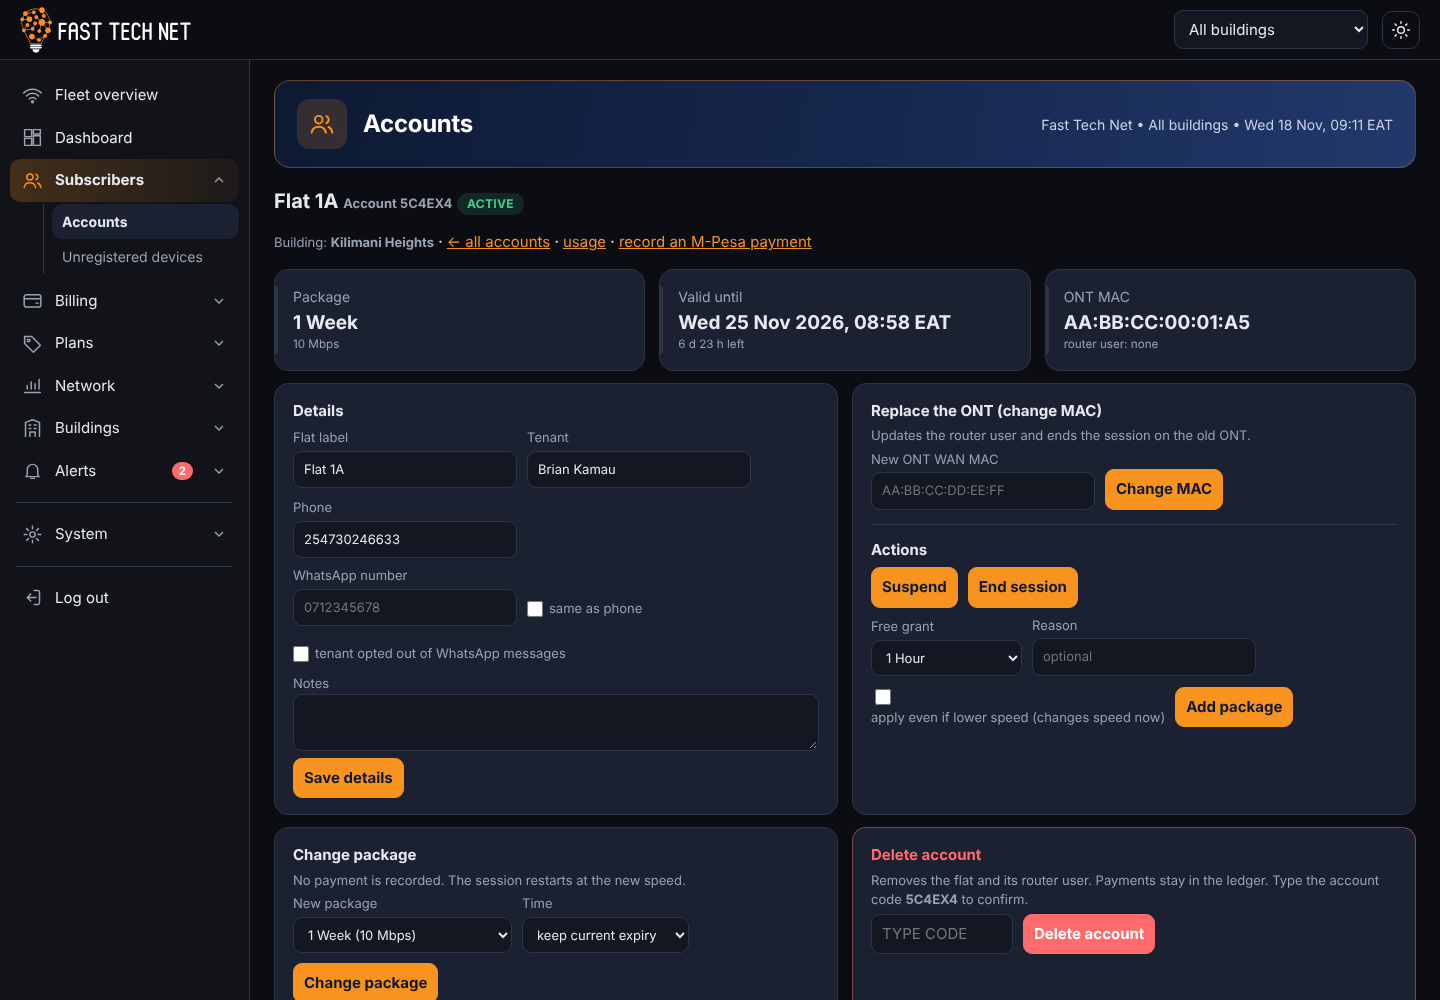 FAST TECH NET
All buildings
Fleet overview
Dashboard
Subscribers
Accounts
Unregistered devices
Billing
Plans
Network
Buildings
Alerts
2
System
Log out
Accounts
Fast Tech Net • All buildings • Wed 18 Nov, 09:11 EAT
Flat 1A Account 5C4EX4 ACTIVE
Building: Kilimani Heights · ← all accounts · usage · record an M-Pesa payment
Package
1 Week
10 Mbps
Valid until
Wed 25 Nov 2026, 08:58 EAT
6 d 23 h left
ONT MAC
AA:BB:CC:00:01:A5
router user: none
Details
Flat label
Tenant
Flat 1A
Brian Kamau
Phone
254730246633
WhatsApp number
0712345678
same as phone
tenant opted out of WhatsApp messages
Notes
Save details
Replace the ONT (change MAC)
Updates the router user and ends the session on the old ONT.
New ONT WAN MAC
AA:BB:CC:DD:EE:FF
Change MAC
Actions
Suspend
End session
Free grant
Reason
1 Hour
optional
apply even if lower speed (changes speed now)
Add package
Change package
No payment is recorded. The session restarts at the new speed.
New package
Time
1 Week (10 Mbps)
keep current expiry
Change package
Delete account
Removes the flat and its router user. Payments stay in the ledger. Type the account
code 5C4EX4 to confirm.
TYPE CODE
Delete account